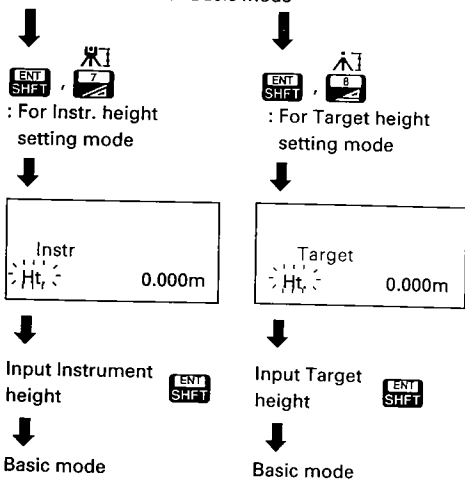 Basic mode
ENT
SHFT , 7
: For Instr. height
setting mode
Instr
Ht, 0.000m
Input Instrument
height
ENT
SHFT
Basic mode
ENT
SHFT , 8
: For Target height
setting mode
Target
Ht, 0.000m
Input Target
height
ENT
SHFT
Basic mode